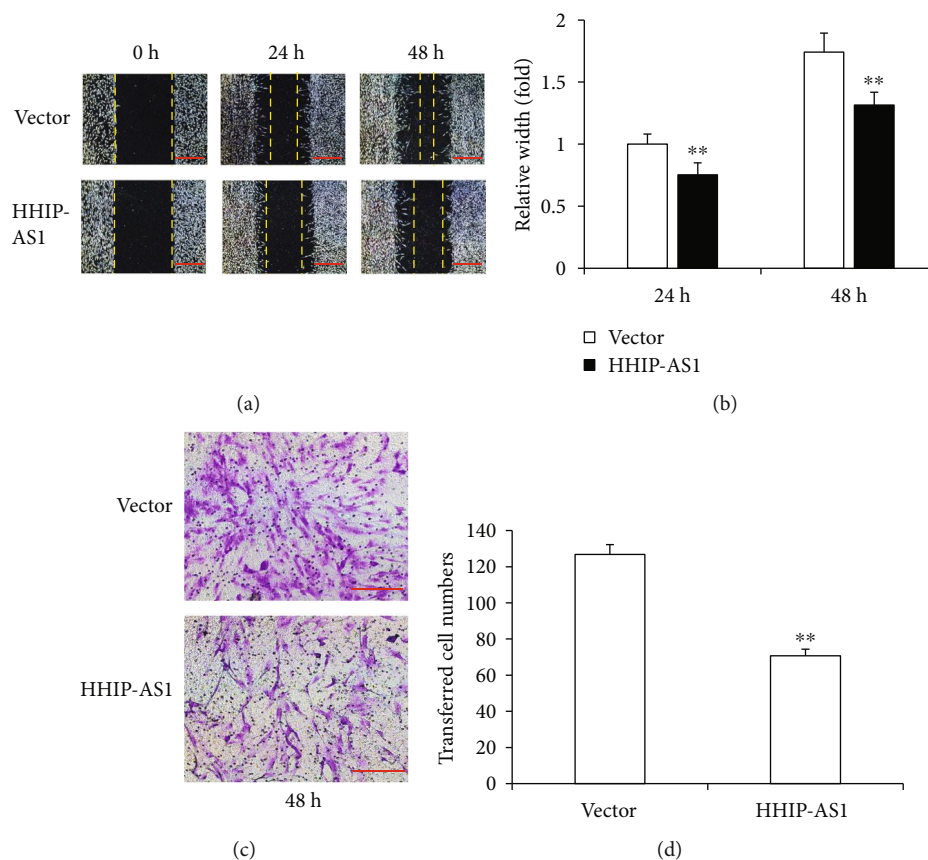 0 h
24 h
48 h
Vector
HHIP-
AS1
(a)
Relative width (fold)
2
1.5
1
0.5
0
**
**
24 h
48 h
Vector
HHIP-AS1
(b)
Vector
HHIP-AS1
48 h
(c)
Transferred cell numbers
140
120
100
80
60
40
20
0
**
Vector
HHIP-AS1
(d)